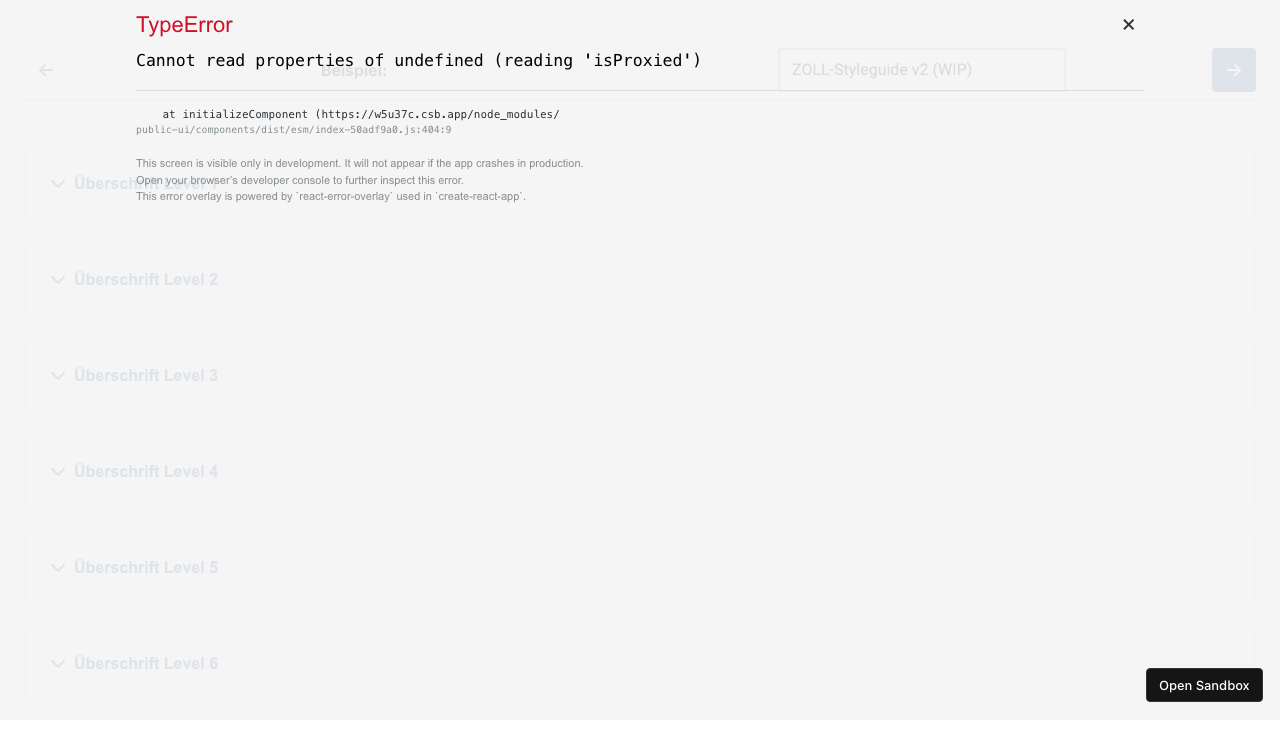 TypeError
Cannot read properties of undefined (reading 'isProxied')
Beispiel:
ZOLL-Styleguide v2 (WIP)
at initializeComponent (https://w5u37c.csb.app/node_modules/
public-ui/components/dist/esm/index-50adf9a0.js:404:9
This screen is visible only in development. It will not appear if the app crashes in production.
Open your browser's developer console to further inspect this error.
This error overlay is powered by `react-error-overlay` used in `create-react-app`.
Überschrift Level 1
Überschrift Level 2
Überschrift Level 3
Überschrift Level 4
Überschrift Level 5
Überschrift Level 6
Open Sandbox